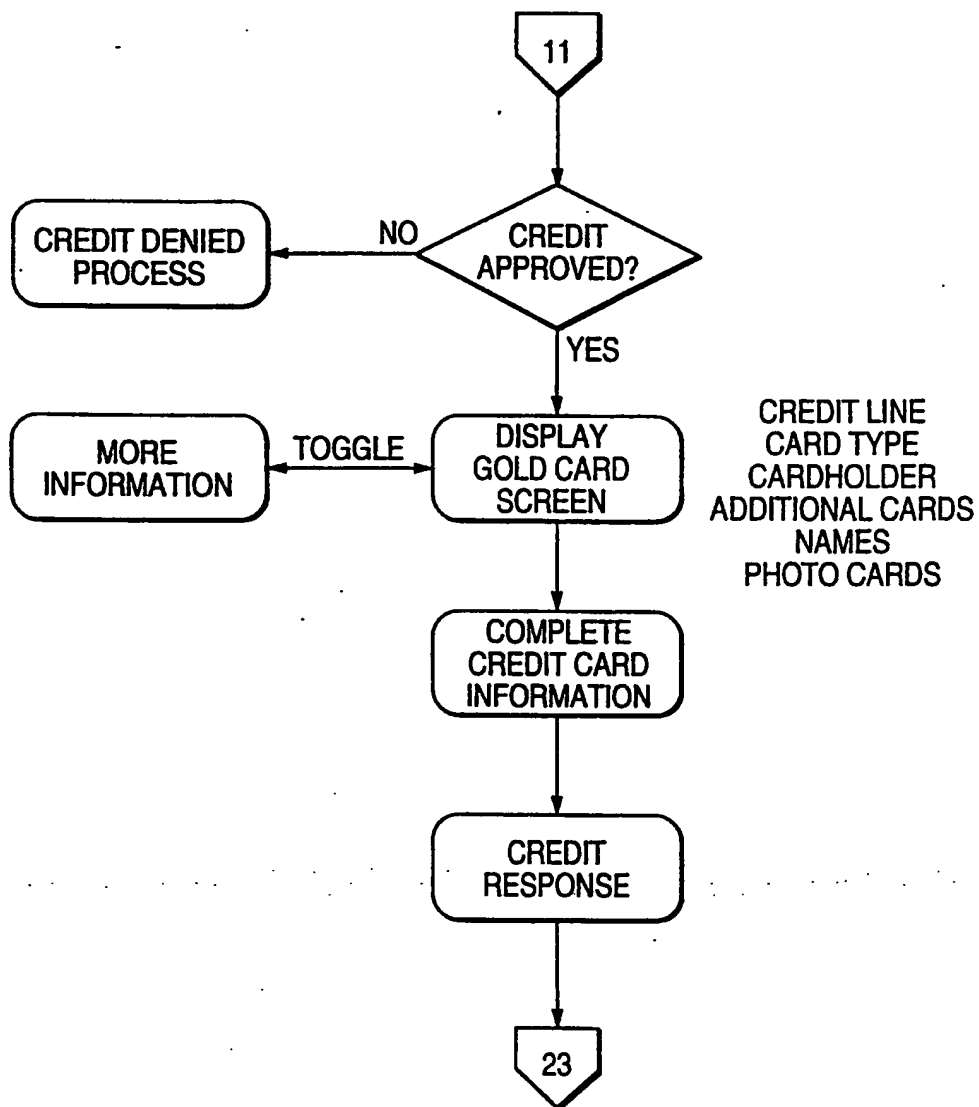 11
CREDIT
APPROVED?
NO
CREDIT DENIED
PROCESS
YES
DISPLAY
GOLD CARD
SCREEN
TOGGLE
MORE
INFORMATION
CREDIT LINE
CARD TYPE
CARDHOLDER
ADDITIONAL CARDS
NAMES
PHOTO CARDS
COMPLETE
CREDIT CARD
INFORMATION
CREDIT
RESPONSE
23